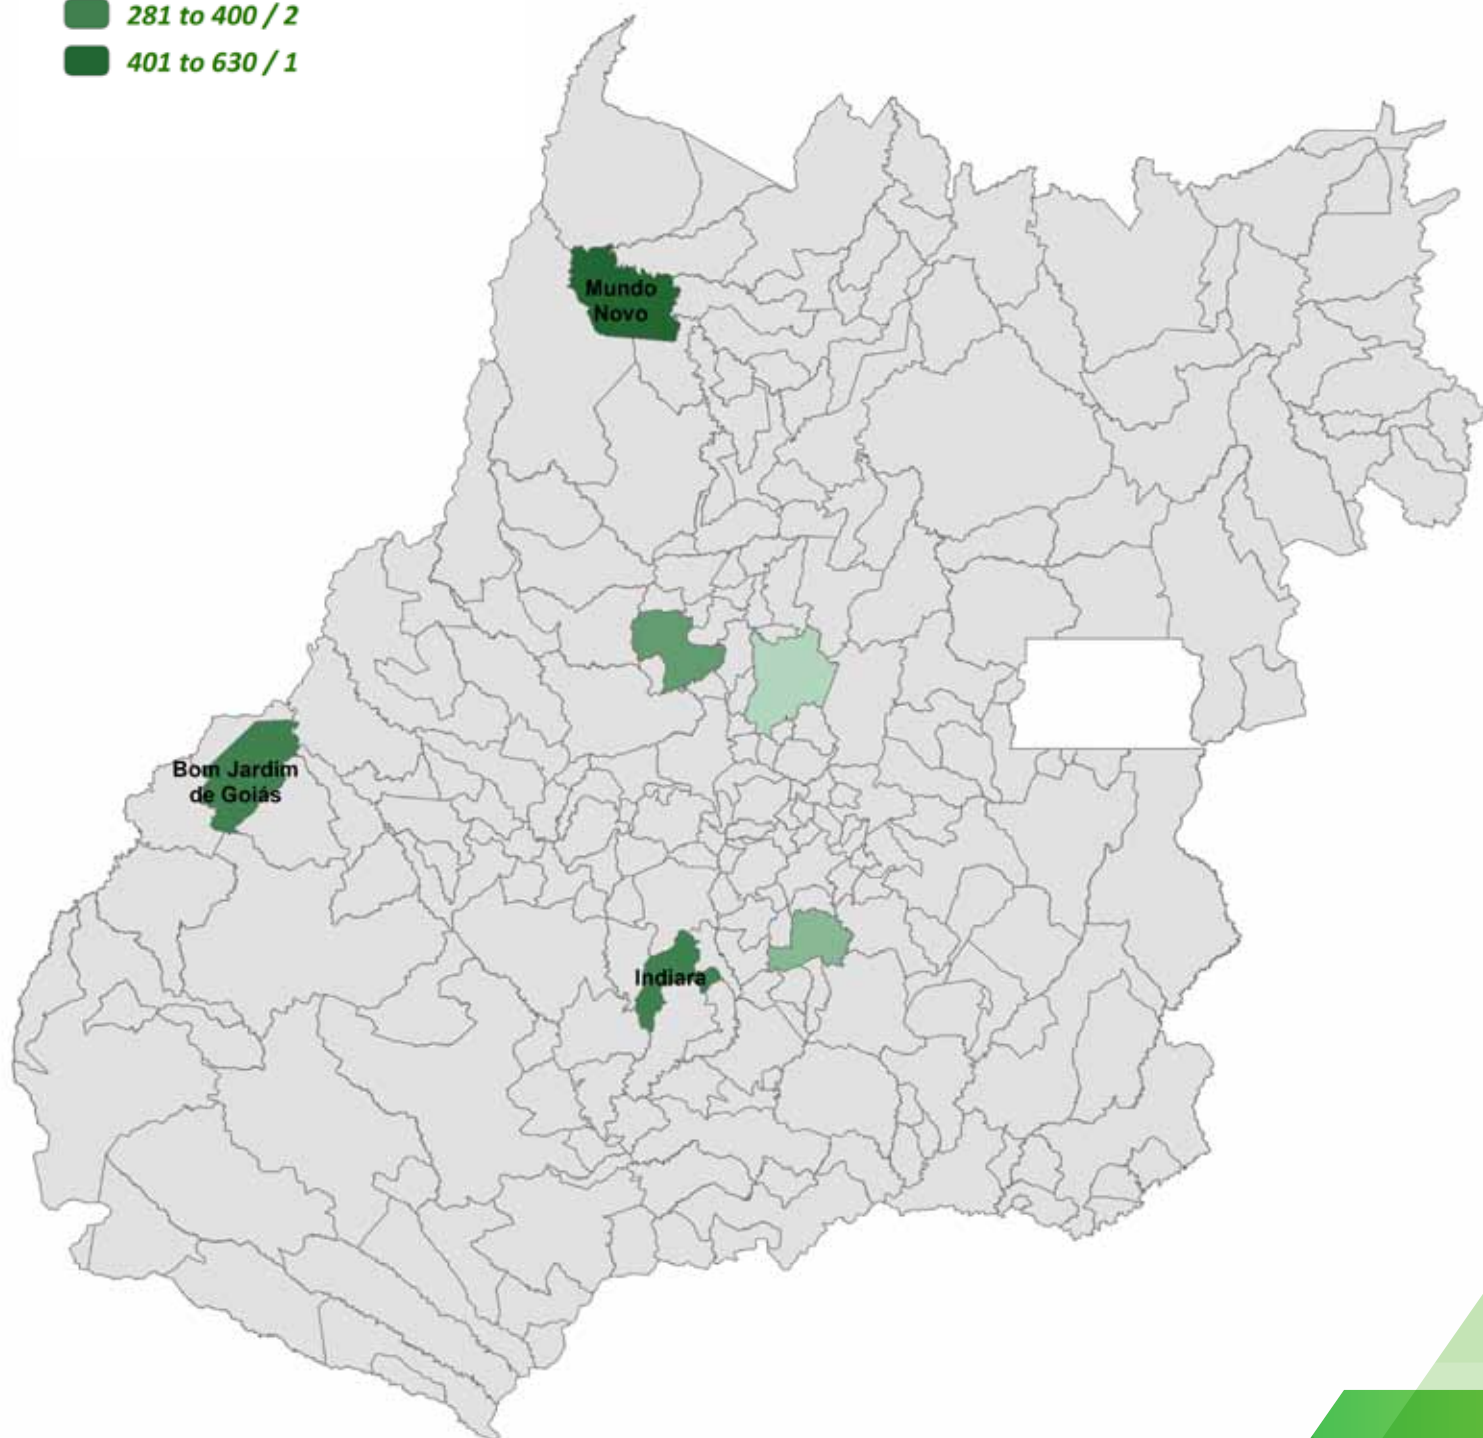 281 to 400 / 2
401 to 630 / 1
Mundo
Novo
Bom Jardim
de Goiás
Indiara